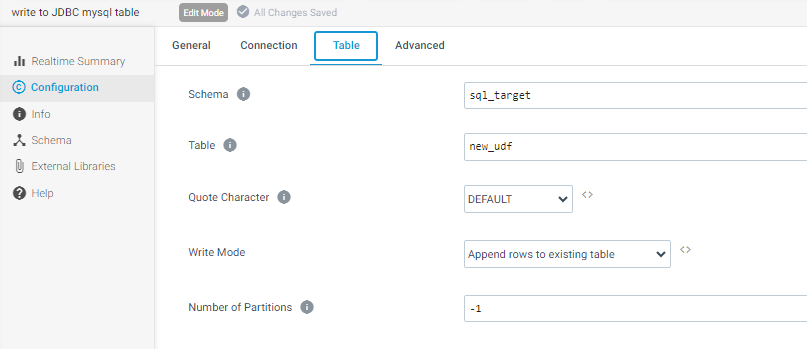 write to JDBC mysql table Edit Mode All Changes Saved
General Connection Table Advanced
Realtime Summary
Configuration
Info
Schema
External Libraries
Help
Schema sql_target
Table new_udf
Quote Character DEFAULT <>
Write Mode Append rows to existing table <>
Number of Partitions -1